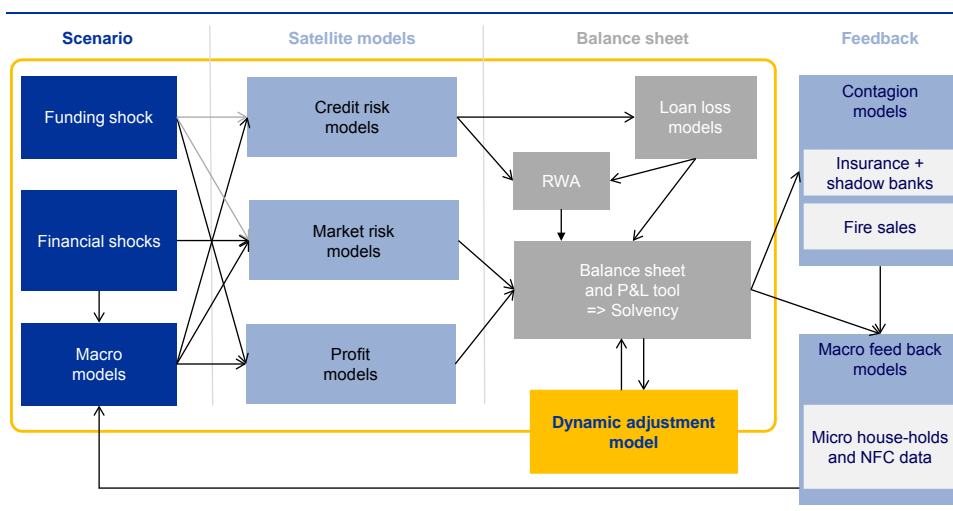 Scenario
Satellite models
Balance sheet
Feedback
Funding shock
Financial shocks
Macro
models
Credit risk
models
Market risk
models
Profit
models
Loan loss
models
RWA
Balance sheet
and P&L tool
=> Solvency
Dynamic adjustment
model
Contagion
models
Insurance +
shadow banks
Fire sales
Macro feed back
models
Micro house-holds
and NFC data